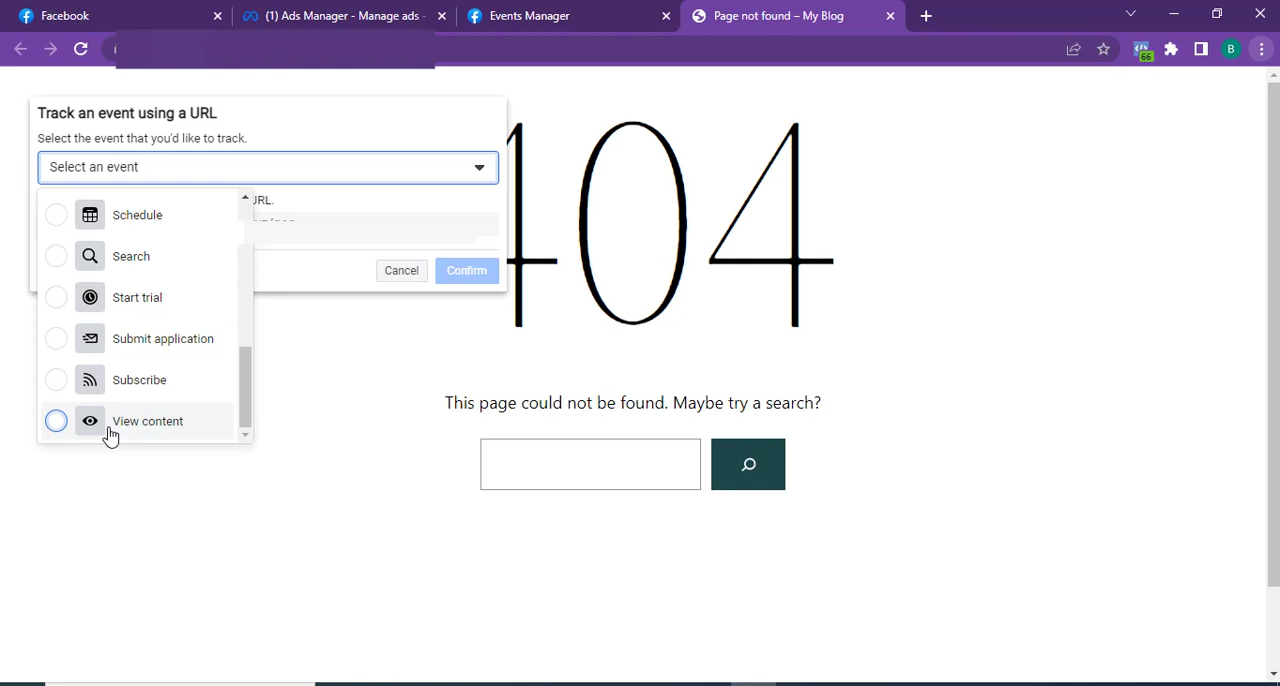 Facebook
(1) Ads Manager - Manage ads -
Events Manager
Page not found – My Blog
66
B
Track an event using a URL
Select the event that you'd like to track.
Select an event
URL.
Schedule
Search
Start trial
Submit application
Subscribe
View content
Cancel
Confirm
404
This page could not be found. Maybe try a search?